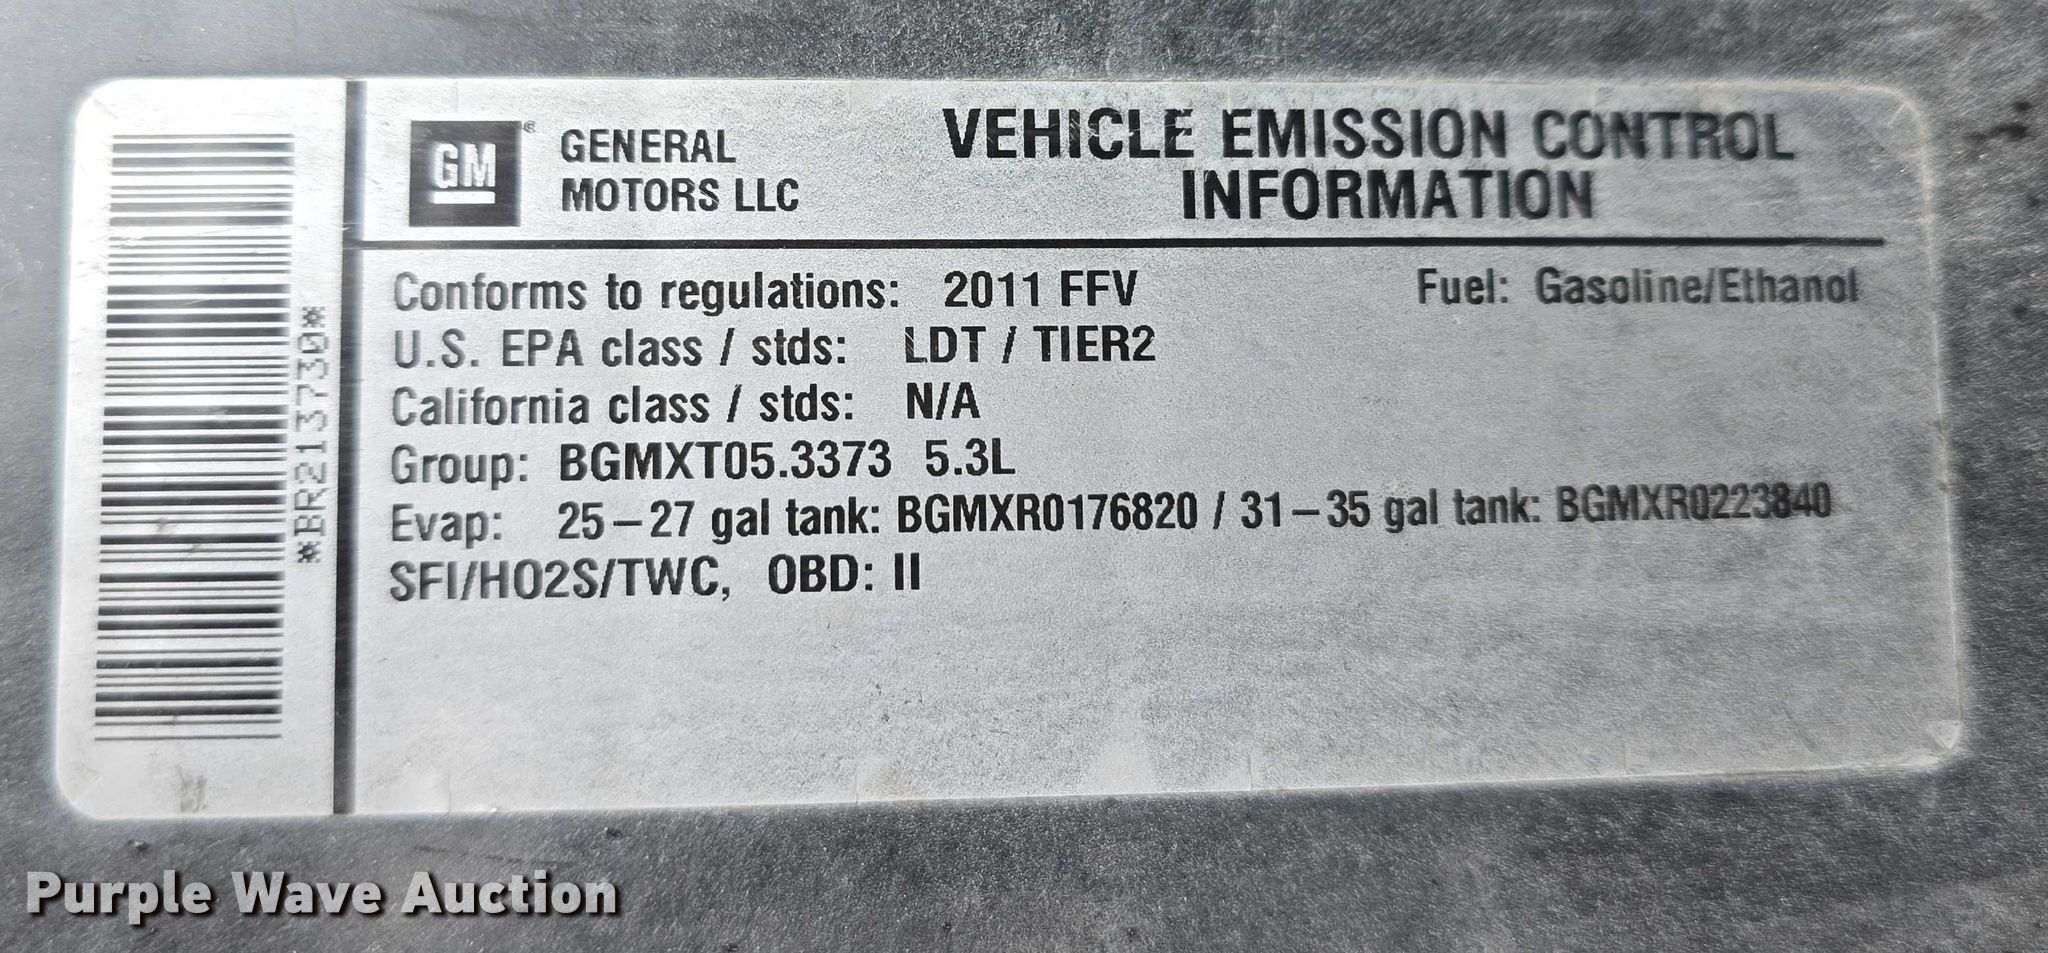 GM®
GENERAL
MOTORS LLC
VEHICLE EMISSION CONTROL
INFORMATION
*BR213730*
Conforms to regulations: 2011 FFV Fuel: Gasoline/Ethanol
U.S. EPA class / stds: LDT / TIER2
California class / stds: N/A
Group: BGMXT05.3373 5.3L
Evap: 25–27 gal tank: BGMXR0176820 / 31–35 gal tank: BGMXR0223840
SFI/HO2S/TWC, OBD: II
Purple Wave Auction